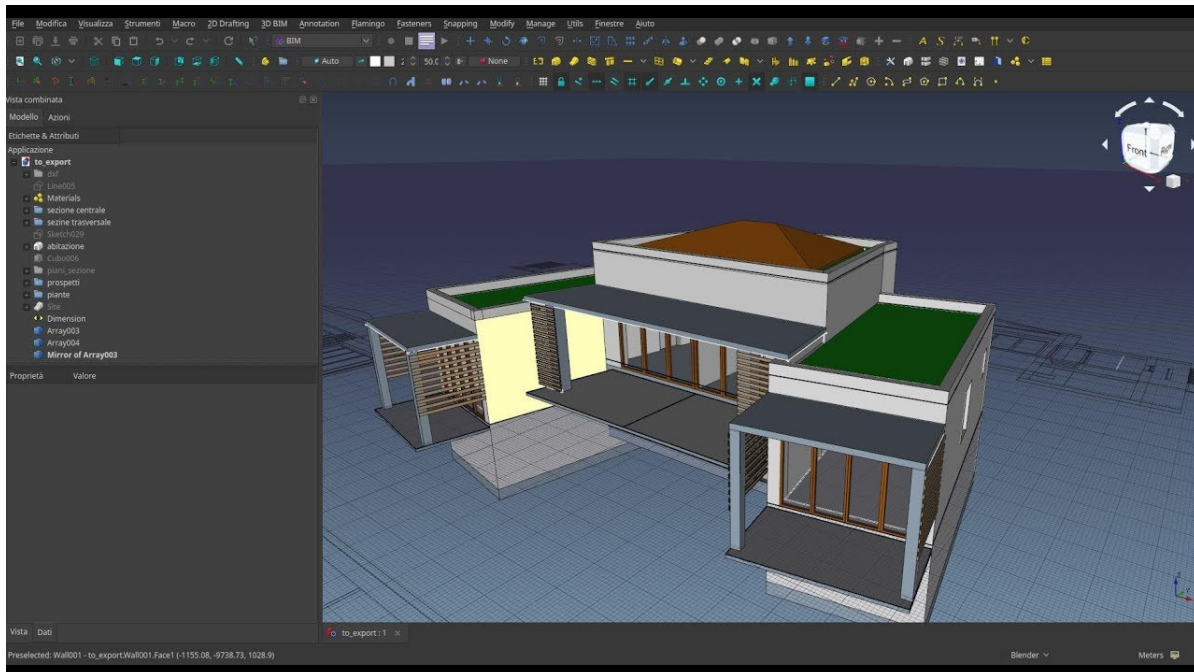 File Modifica Visualizza Strumenti Macro 2D Drafting 3D BIM Annotation Flamingo Fasteners Snapping Modify Manage Utils Finestre Aiuto
BIM
Auto 50.0 None
Vista combinata
Modello Azioni
Etichette & Attributi
Applicazione
to_export
dxf
Line005
Materials
sezione centrale
sezine trasversale
Sketch029
abitazione
Cubo006
piani_sezione
prospetti
piante
Site
Dimension
Array003
Array004
Mirror of Array003
Proprietà Valore
Front
Vista Dati
to_export : 1
Preselected: Wall001 - to_export.Wall001.Face1 (-1155.08, -9738.73, 1028.9) Blender Meters